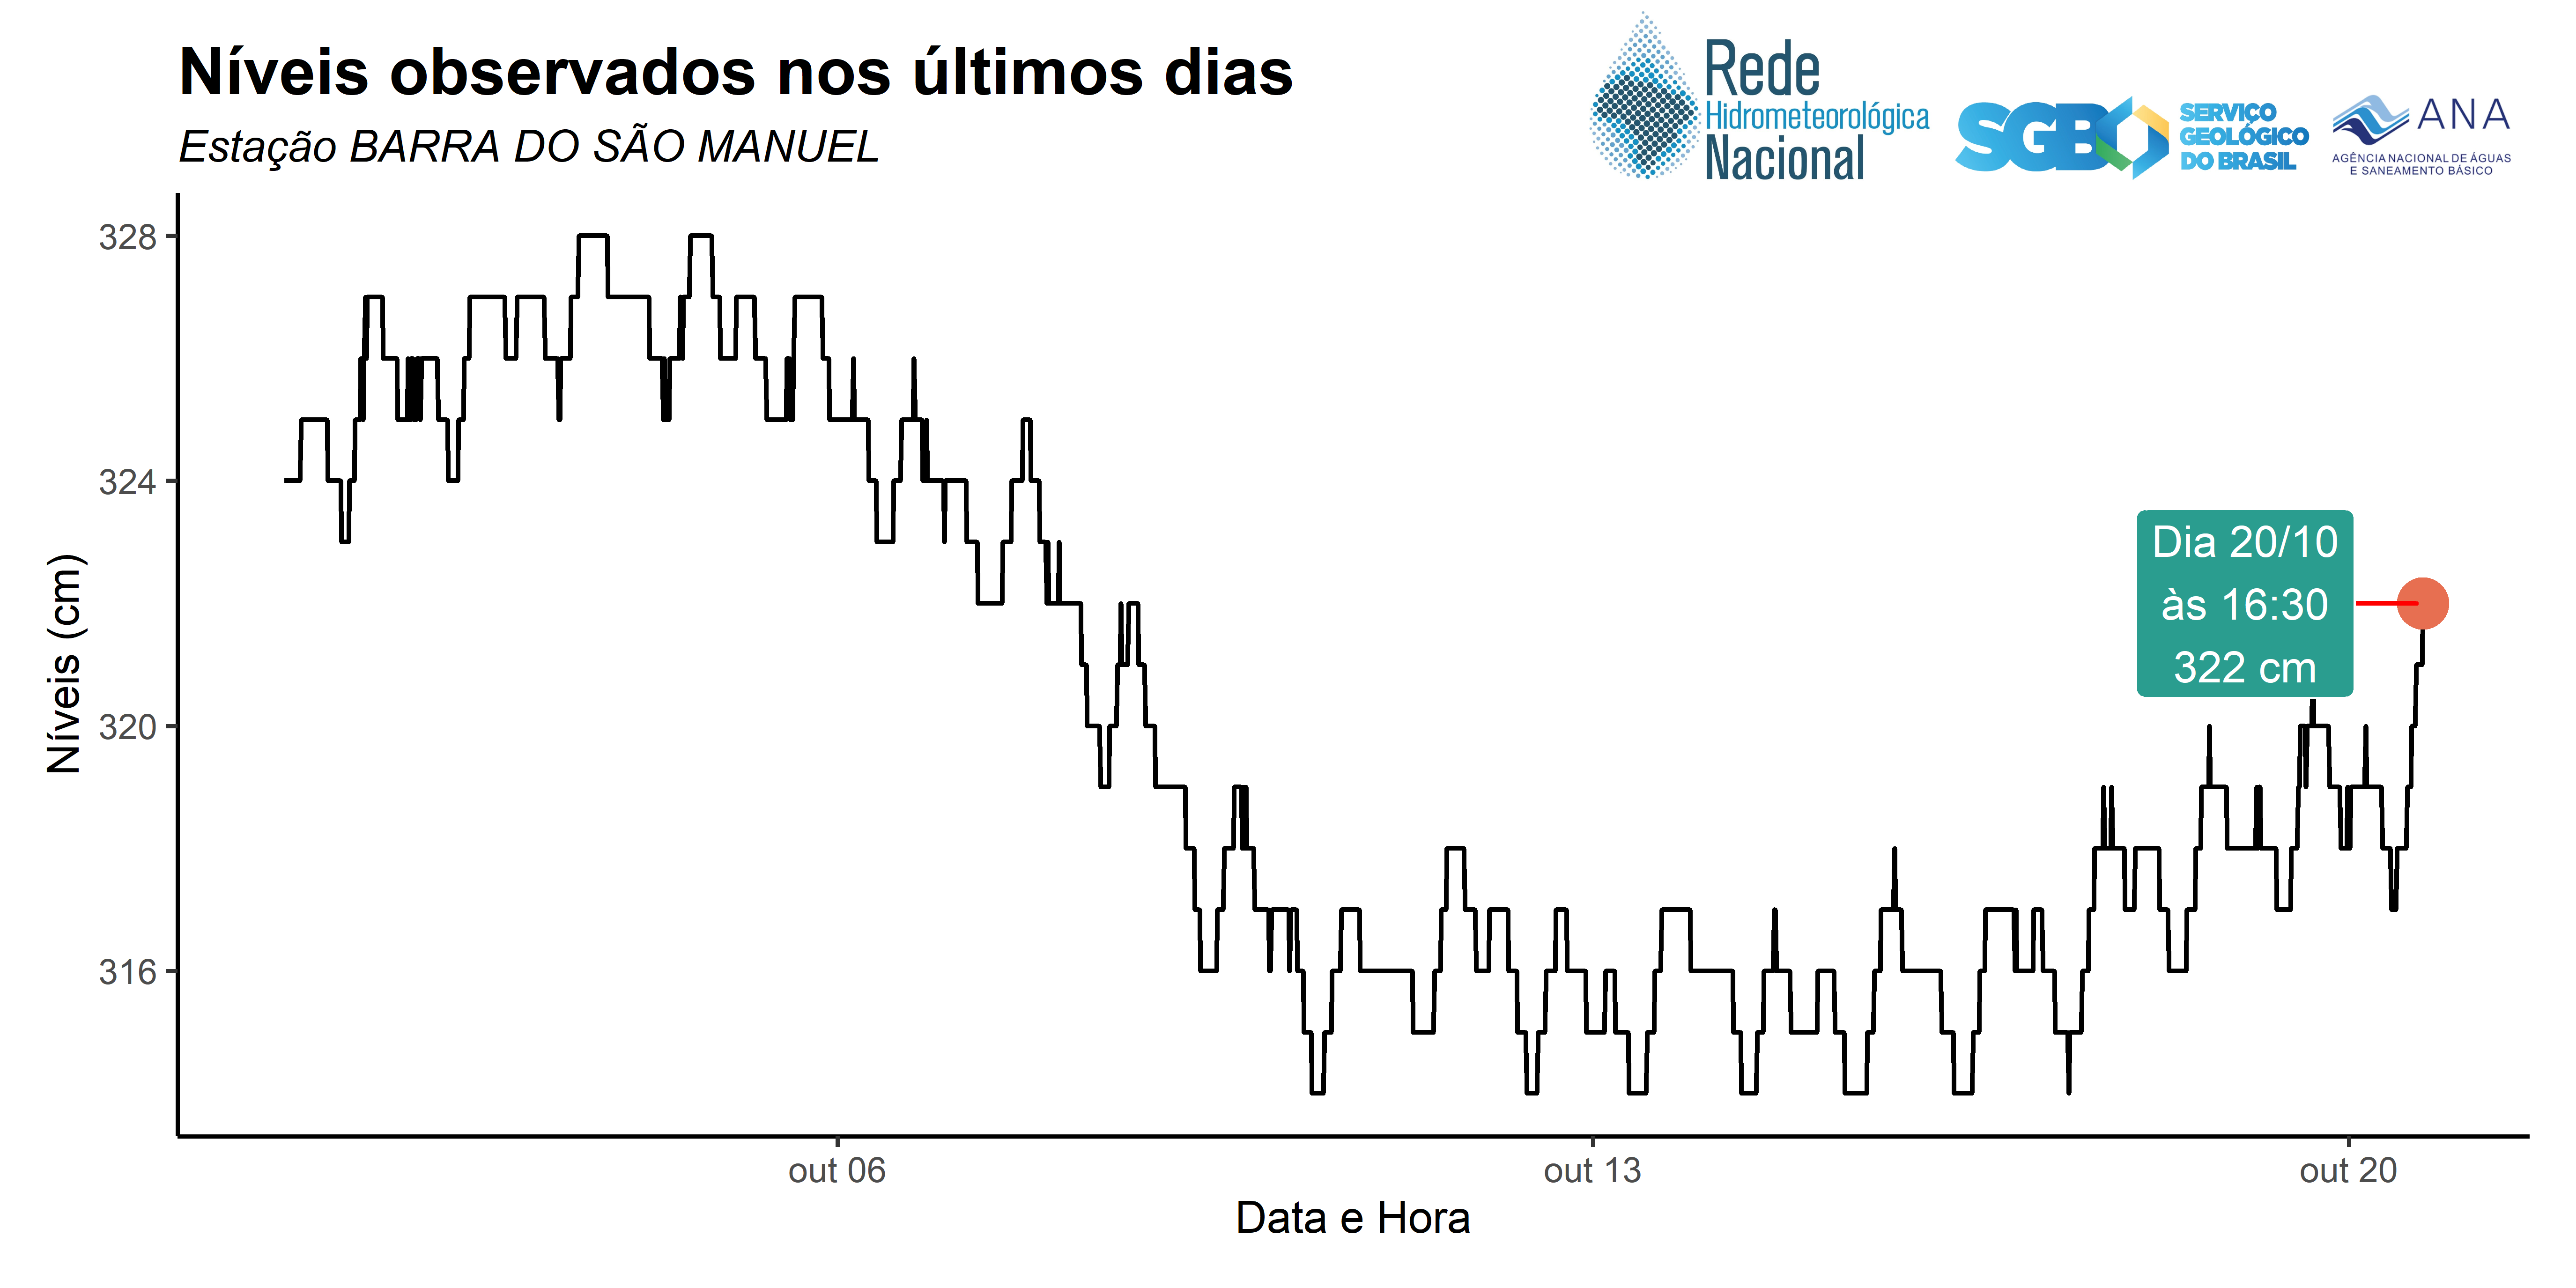 Níveis observados nos últimos dias
Estação BARRA DO SÃO MANUEL
Rede
Hidrometeorológica
Nacional
SGB
SERVIÇO
GEOLÓGICO
DO BRASIL
ANA
AGÊNCIA NACIONAL DE ÁGUAS
E SANEAMENTO BÁSICO
Níveis (cm)
328
324
320
316
Dia 20/10
às 16:30
322 cm
out 06
out 13
out 20
Data e Hora